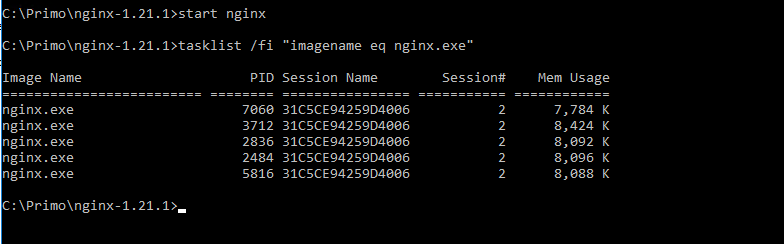 C:\Primo\nginx-1.21.1>start nginx
C:\Primo\nginx-1.21.1>tasklist /fi "imagename eq nginx.exe"
Image Name                     PID Session Name        Session#    Mem Usage
========================= ======== ================ =========== ============
nginx.exe                     7060 31C5CE94259D4006           2      7,784 K
nginx.exe                     3712 31C5CE94259D4006           2      8,424 K
nginx.exe                     2836 31C5CE94259D4006           2      8,092 K
nginx.exe                     2484 31C5CE94259D4006           2      8,096 K
nginx.exe                     5816 31C5CE94259D4006           2      8,088 K
C:\Primo\nginx-1.21.1>